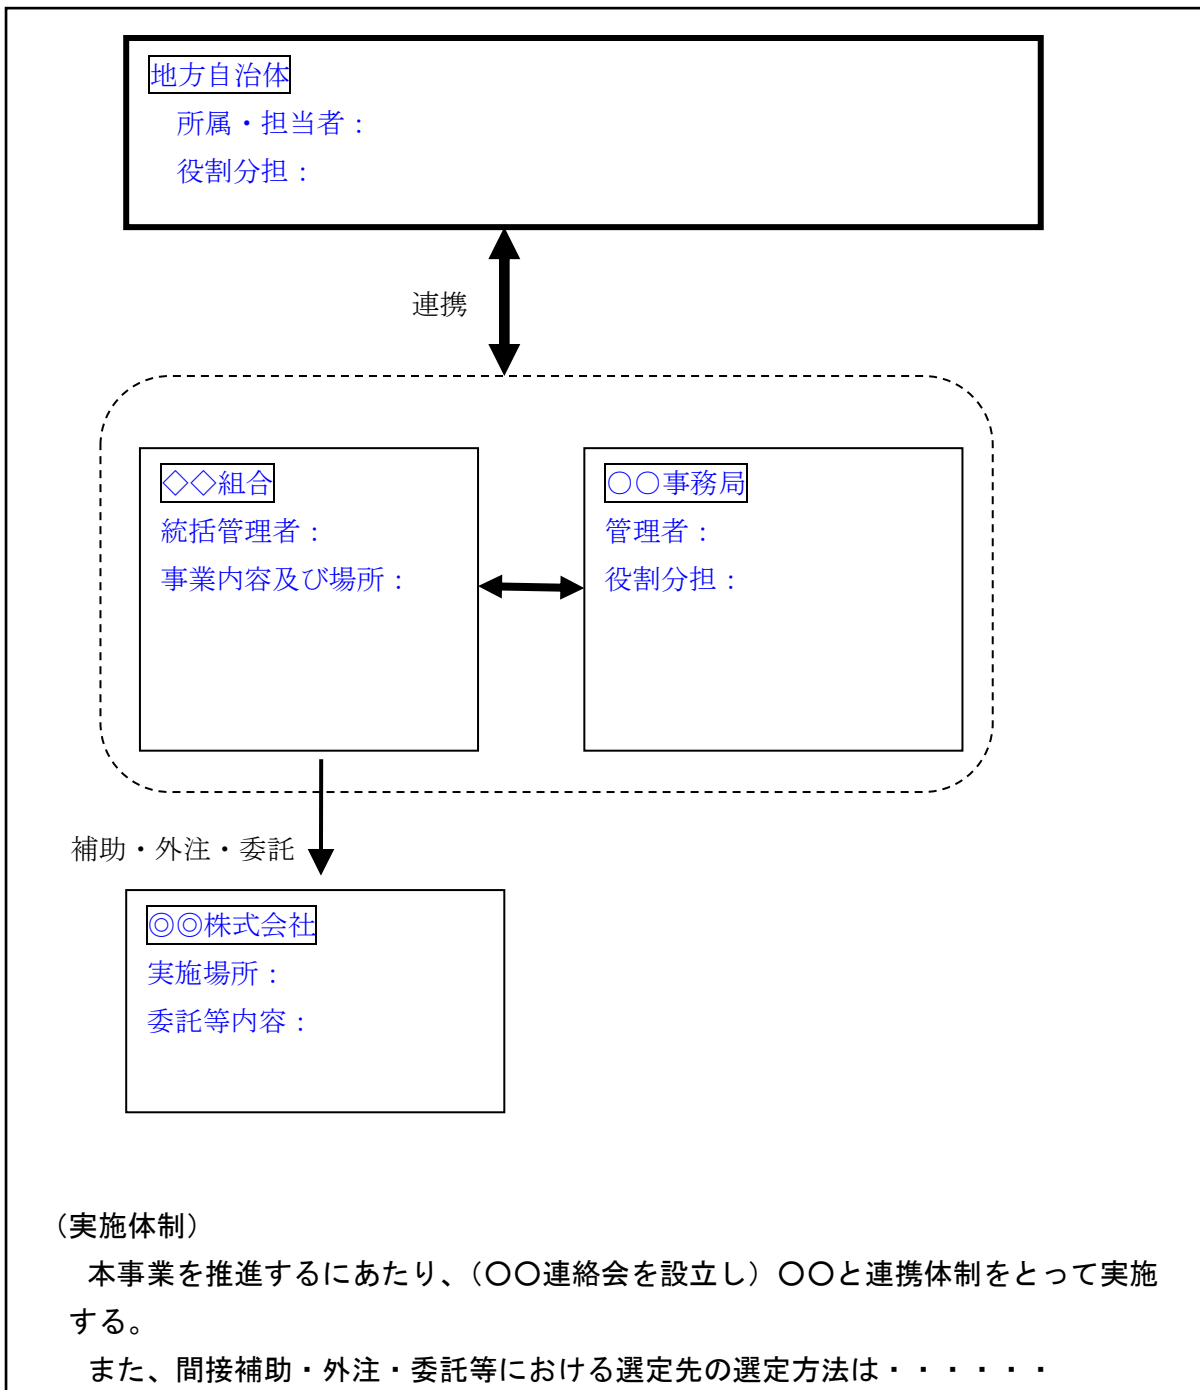 地方自治体
所属・担当者：
役割分担：
連携
◇◇組合
統括管理者：
事業内容及び場所：
○○事務局
管理者：
役割分担：
補助・外注・委託
◎◎株式会社
実施場所：
委託等内容：
（実施体制）
本事業を推進するにあたり、（○○連絡会を設立し）○○と連携体制をとって実施
する。
また、間接補助・外注・委託等における選定先の選定方法は・・・・・・